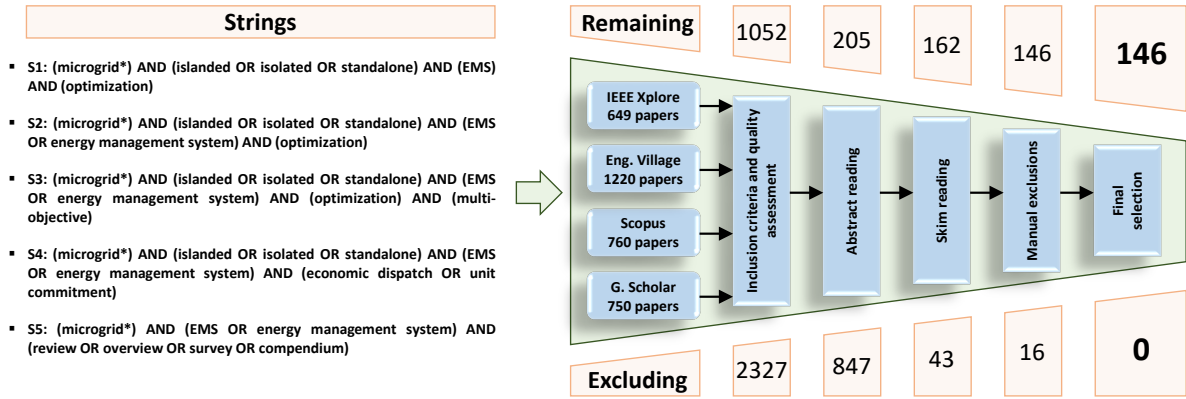 Strings
▪ S1: (microgrid*) AND (islanded OR isolated OR standalone) AND (EMS)
AND (optimization)
▪ S2: (microgrid*) AND (islanded OR isolated OR standalone) AND (EMS
OR energy management system) AND (optimization)
▪ S3: (microgrid*) AND (islanded OR isolated OR standalone) AND (EMS
OR energy management system) AND (optimization) AND (multi-
objective)
▪ S4: (microgrid*) AND (islanded OR isolated OR standalone) AND (EMS
OR energy management system) AND (economic dispatch OR unit
commitment)
▪ S5: (microgrid*) AND (EMS OR energy management system) AND
(review OR overview OR survey OR compendium)
Remaining
1052
205
162
146
146
IEEE Xplore
649 papers
Eng. Village
1220 papers
Scopus
760 papers
G. Scholar
750 papers
Inclusion criteria and quality
assessment
Abstract reading
Skim reading
Manual exclusions
Final
selection
Excluding
2327
847
43
16
0